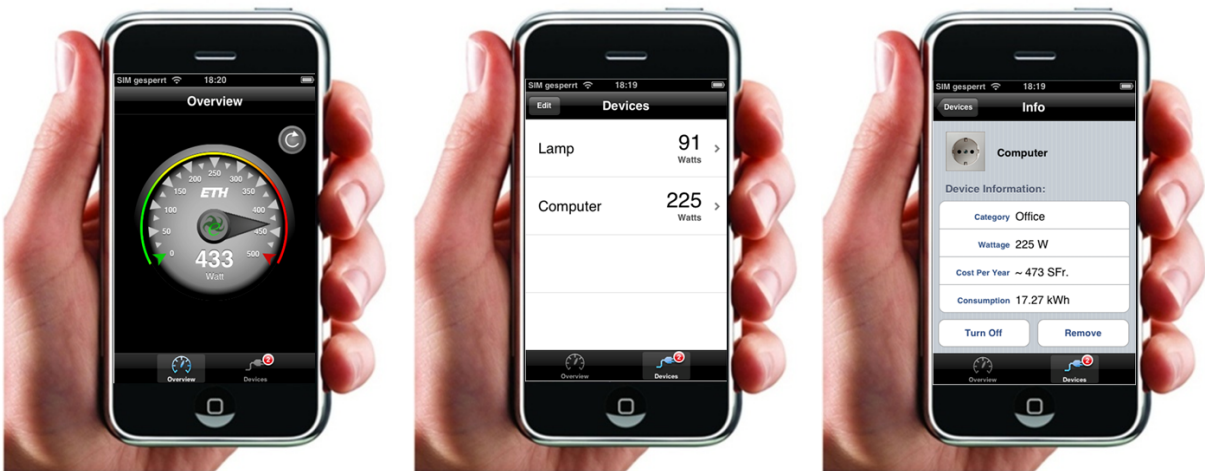 SIM gesperrt 18:20
Overview
ETH
0
50
100
150
200
250
300
350
400
450
500
433
Watt
2
Overview Devices
SIM gesperrt 18:19
Edit Devices
Lamp 91
Watts
Computer 225
Watts
2
Overview Devices
SIM gesperrt 18:19
Devices Info
Computer
Device Information:
Category Office
Wattage 225 W
Cost Per Year ~ 473 SFr.
Consumption 17.27 kWh
Turn Off Remove
2
Overview Devices